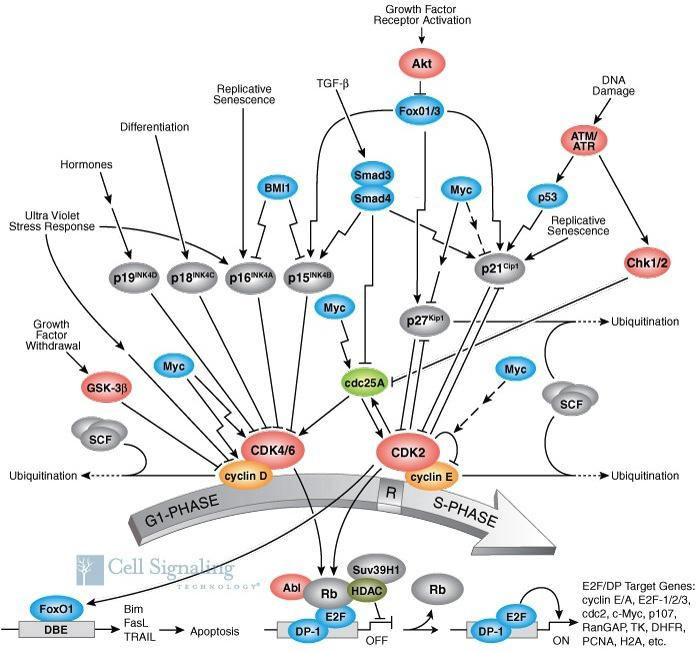 Growth Factor
Receptor Activation
Akt
Fox01/3
TGF-β
DNA
Damage
Replicative
Senescence
ATM/
ATR
Differentiation
Hormones
BMI1
Smad3
Smad4
Myc
p53
Replicative
Senescence
Ultra Violet
Stress Response
p19INK4D
p18INK4C
p16INK4A
p15INK4B
p21Cip1
Chk1/2
Myc
p27Kip1
Ubiquitination
Growth
Factor
Withdrawal
Myc
Myc
GSK-3β
cdc25A
SCF
SCF
CDK4/6
CDK2
cyclin D
cyclin E
Ubiquitination
Ubiquitination
G1-PHASE
R
S-PHASE
Cell Signaling
TECHNOLOGY®
Suv39H1
Abl
Rb
HDAC
Rb
E2F
DP-1
OFF
FoxO1
DBE
Bim
FasL
TRAIL
Apoptosis
E2F
DP-1
ON
E2F/DP Target Genes:
cyclin E/A, E2F-1/2/3,
cdc2, c-Myc, p107,
RanGAP, TK, DHFR,
PCNA, H2A, etc.